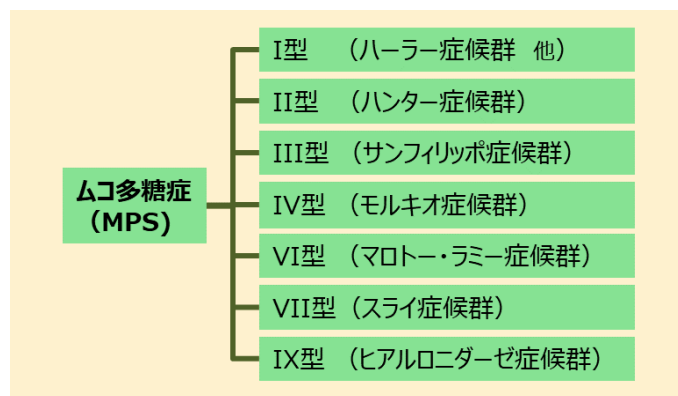 I型 （ハーラー症候群 他）
II型 （ハンター症候群）
III型 （サンフィリッポ症候群）
ムコ多糖症
（MPS)
IV型 （モルキオ症候群）
VI型 （マロトー・ラミー症候群）
VII型 （スライ症候群）
IX型 （ヒアルロニダーゼ症候群）